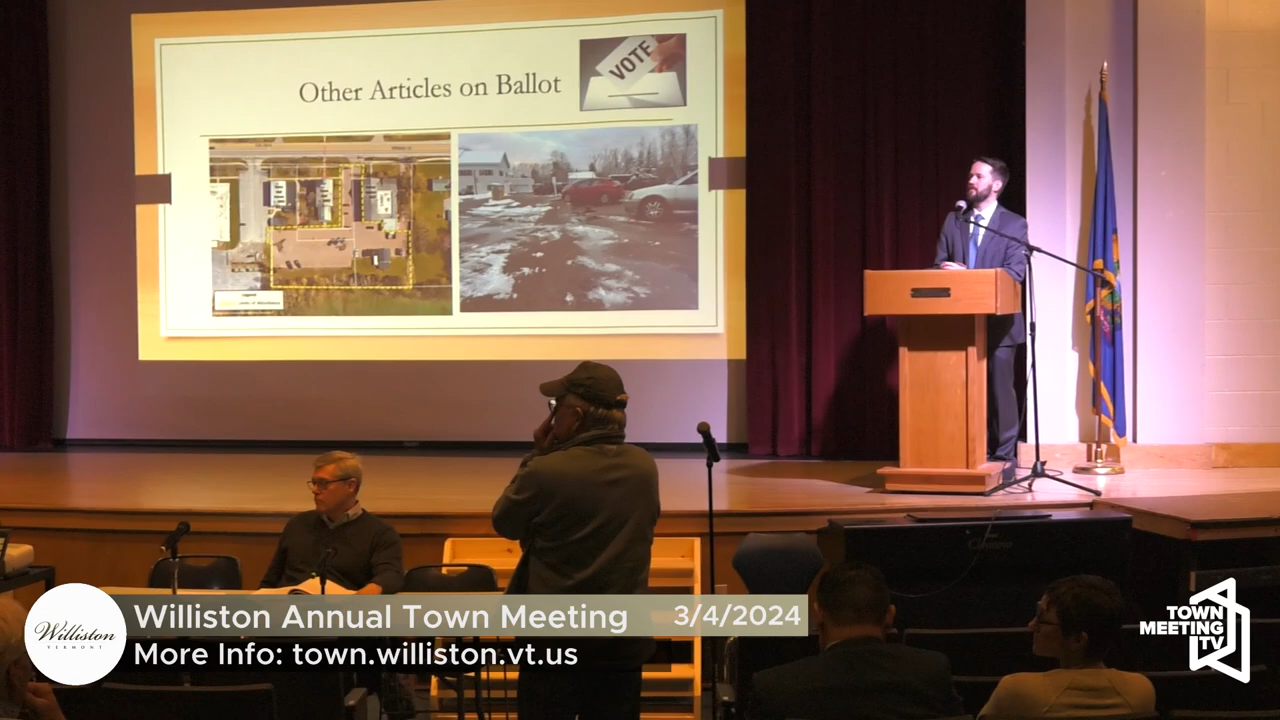 VOTE
Other Articles on Ballot
Williston Annual Town Meeting 3/4/2024
More Info: town.williston.vt.us
Williston
VERMONT
TOWN
MEETING
TV